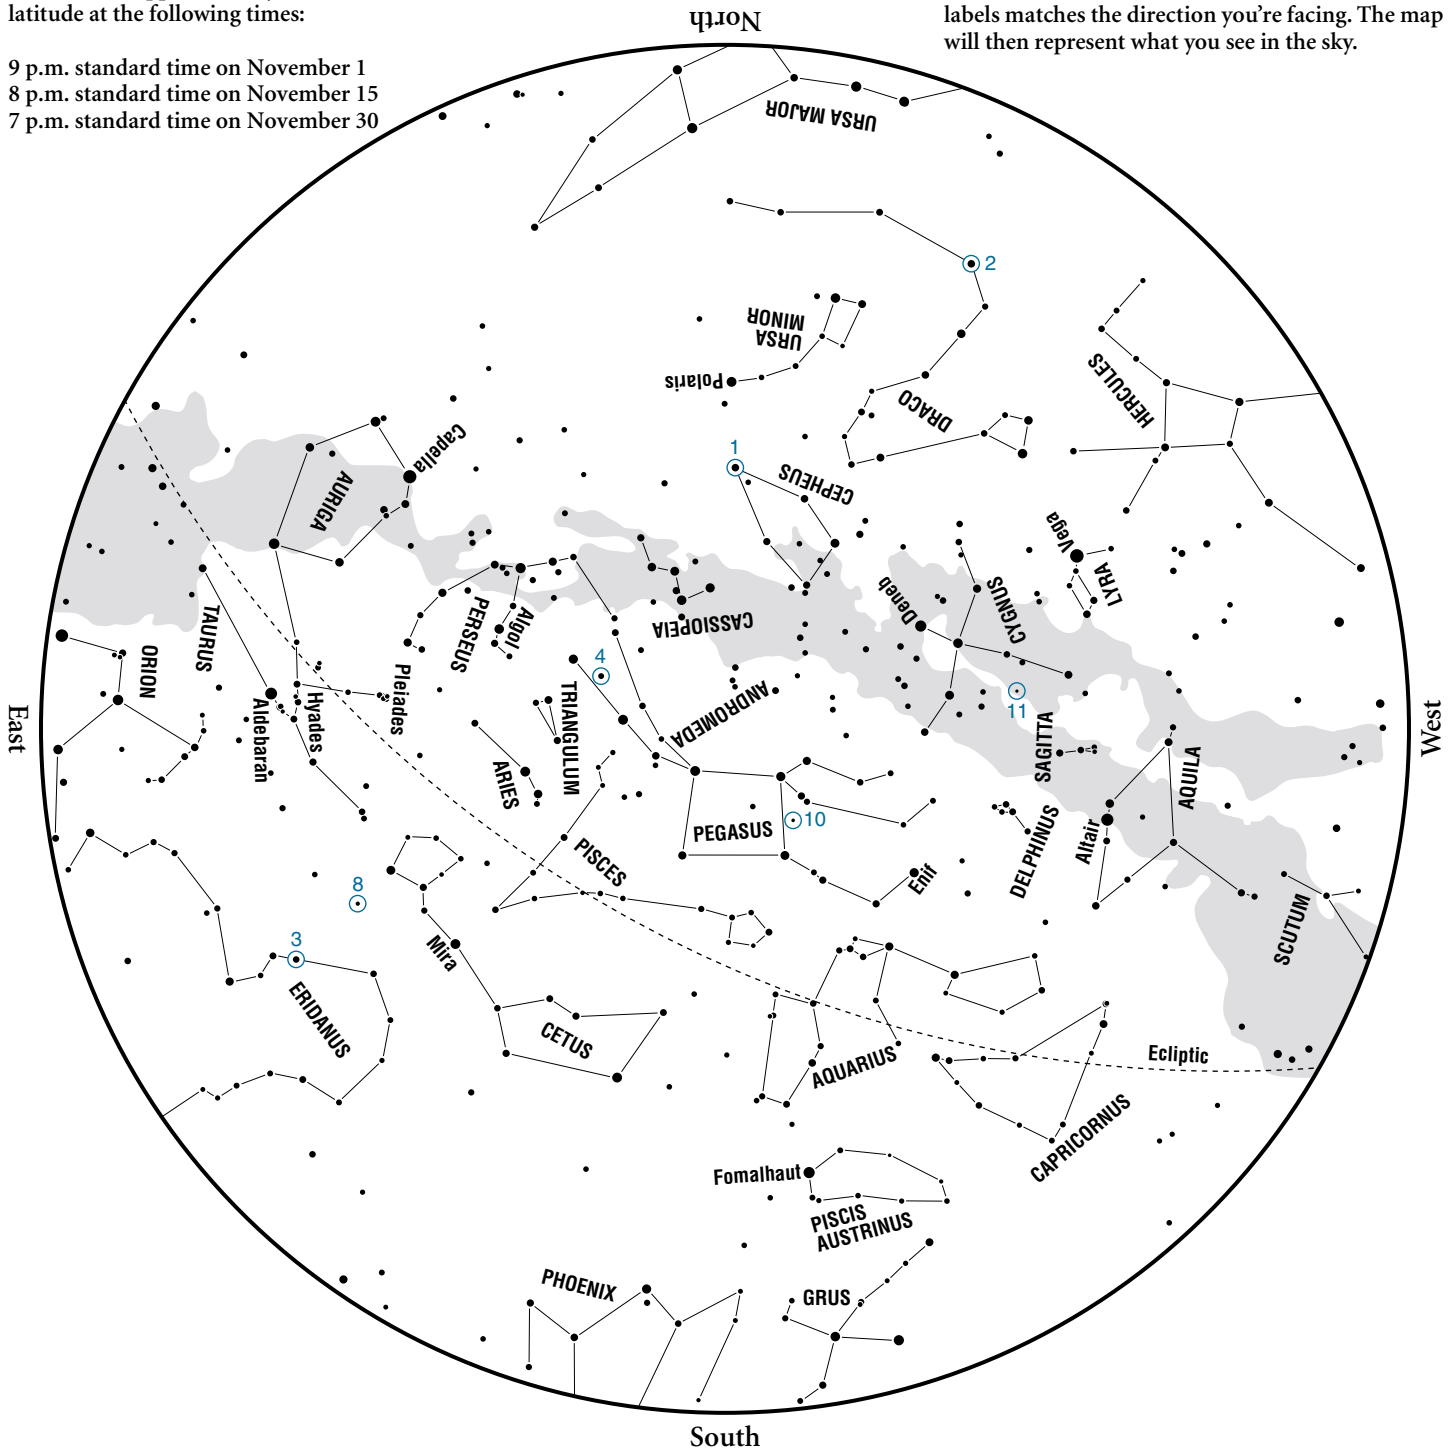 latitude at the following times:
9 p.m. standard time on November 1
8 p.m. standard time on November 15
7 p.m. standard time on November 30
labels matches the direction you're facing. The map
will then represent what you see in the sky.
North
URSA MAJOR
2
URSA
MINOR
Polaris
HERCULES
DRACO
1
CEPHEUS
Capella
AURIGA
Vega
LYRA
Deneb
CYGNUS
CASSIOPEIA
PERSEUS
Algol
TAURUS
ORION
Pleiades
4
TRIANGULUM
ANDROMEDA
11
SAGITTA
AQUILA
East
West
Aldebaran
Hyades
ARIES
PEGASUS
10
DELPHINUS
Altair
PISCES
Enif
8
SCUTUM
Mira
3
ERIDANUS
CETUS
AQUARIUS
Ecliptic
CAPRICORNUS
Fomalhaut
PISCIS
AUSTRINUS
PHOENIX
GRUS
South